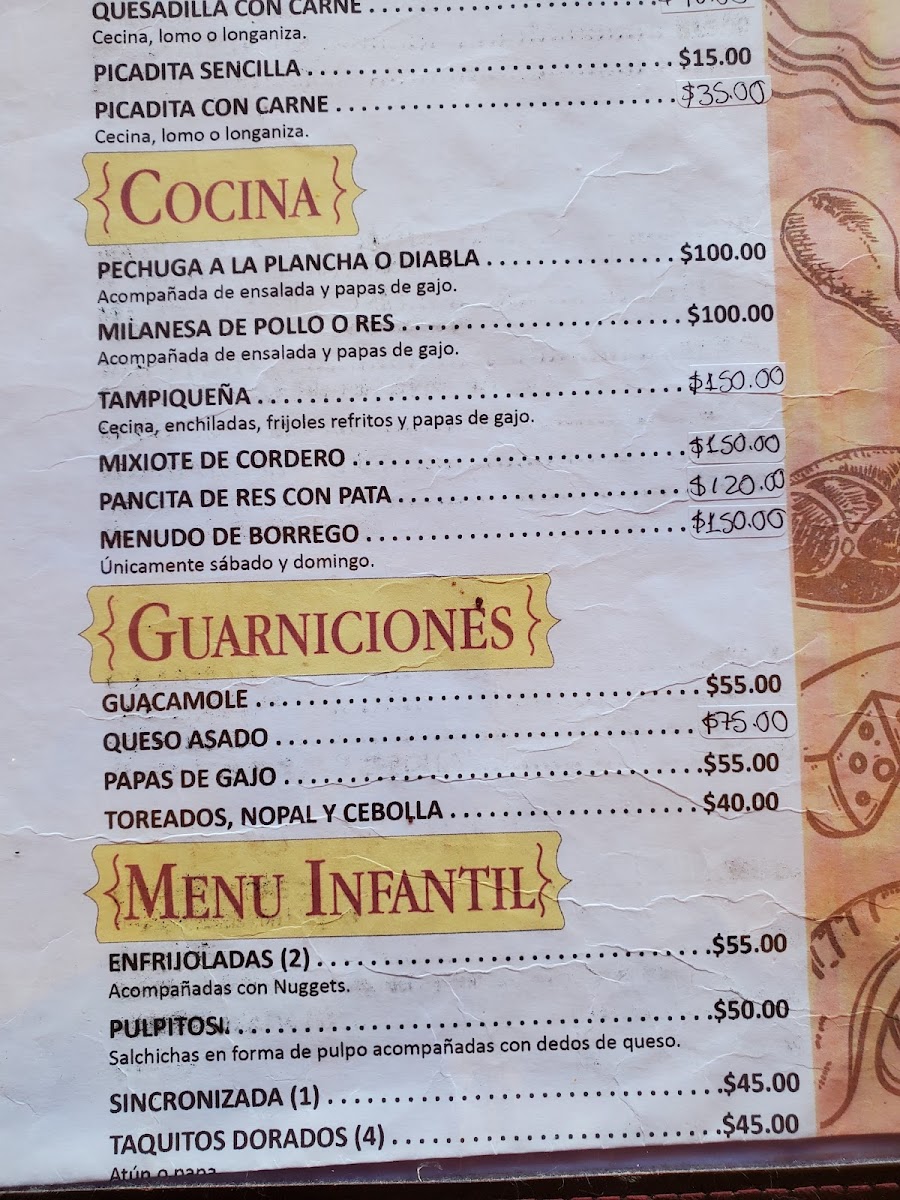 QUESADILLA CON CARNE ........................
Cecina, lomo o longaniza.
PICADITA SENCILLA ........................ $15.00
PICADITA CON CARNE ........................ $35.00
Cecina, lomo o longaniza.
COCINA
PECHUGA A LA PLANCHA O DIABLA ............... $100.00
Acompañada de ensalada y papas de gajo.
MILANESA DE POLLO O RES ...................... $100.00
Acompañada de ensalada y papas de gajo.
TAMPIQUEÑA ................................. $150.00
Cecina, enchiladas, frijoles refritos y papas de gajo.
MIXIOTE DE CORDERO ......................... $150.00
PANCITA DE RES CON PATA ..................... $120.00
MENUDO DE BORREGO ........................ $150.00
Únicamente sábado y domingo.
GUARNICIONES
GUACAMOLE .................................. $55.00
QUESO ASADO ................................ $75.00
PAPAS DE GAJO ................................ $55.00
TOREADOS, NOPAL Y CEBOLLA ................... $40.00
MENU INFANTIL
ENFRIJOLADAS (2) .............................. $55.00
Acompañadas con Nuggets.
PULPITOS ..................................... $50.00
Salchichas en forma de pulpo acompañadas con dedos de queso.
SINCRONIZADA (1) ............................. $45.00
TAQUITOS DORADOS (4) ........................ $45.00
Atún o papa